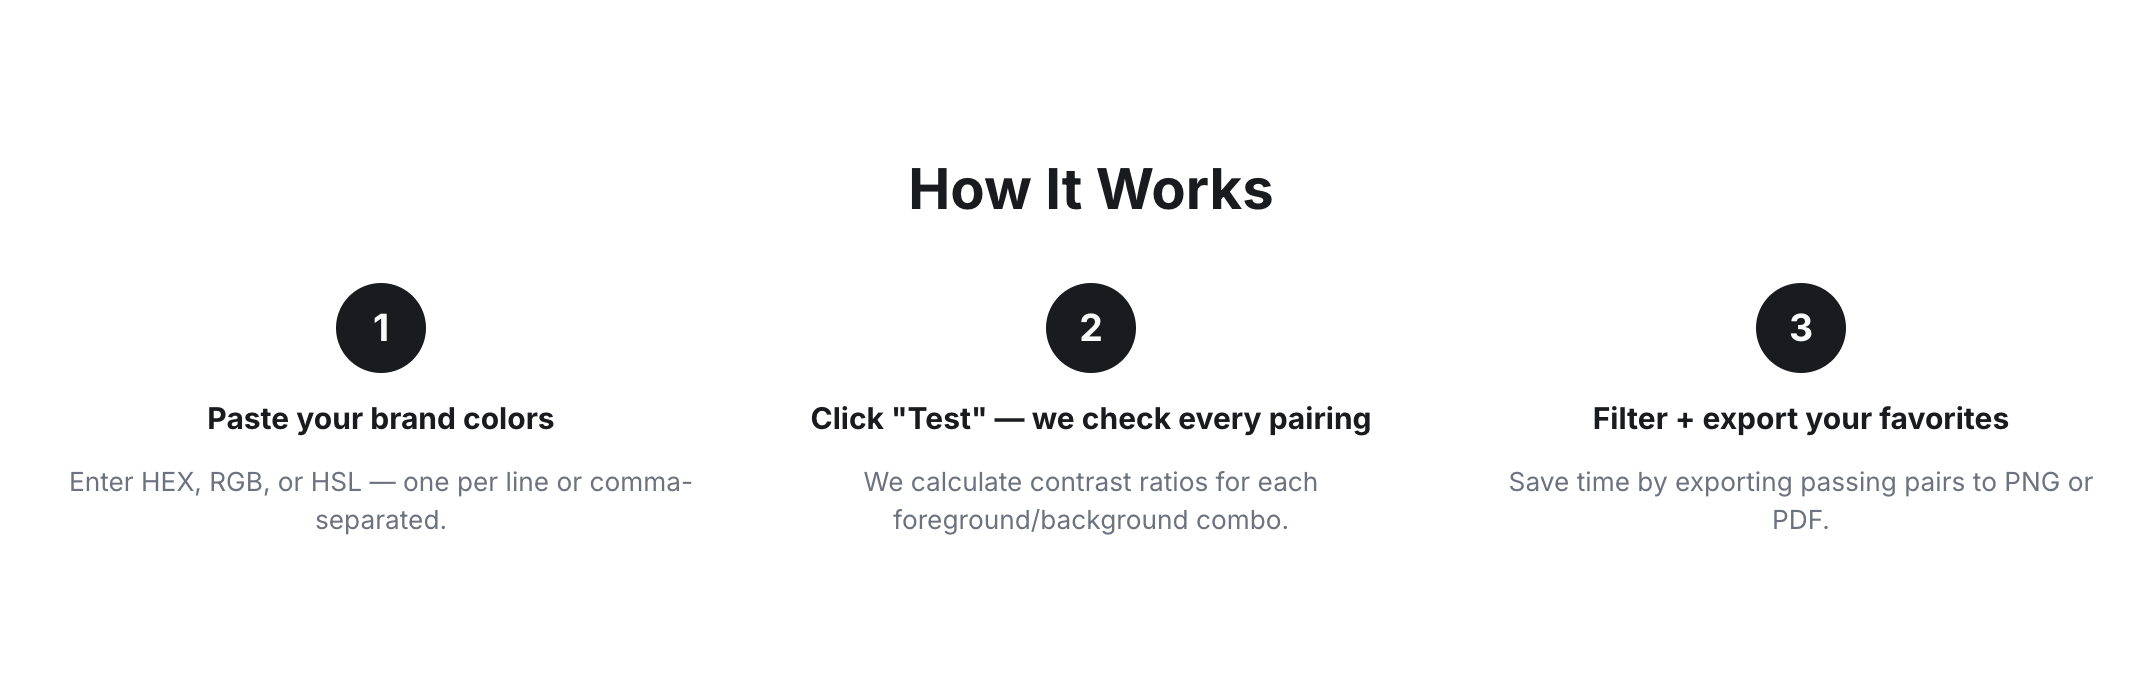 How It Works
1
Paste your brand colors
Enter HEX, RGB, or HSL — one per line or comma-
separated.
2
Click "Test" — we check every pairing
We calculate contrast ratios for each
foreground/background combo.
3
Filter + export your favorites
Save time by exporting passing pairs to PNG or
PDF.